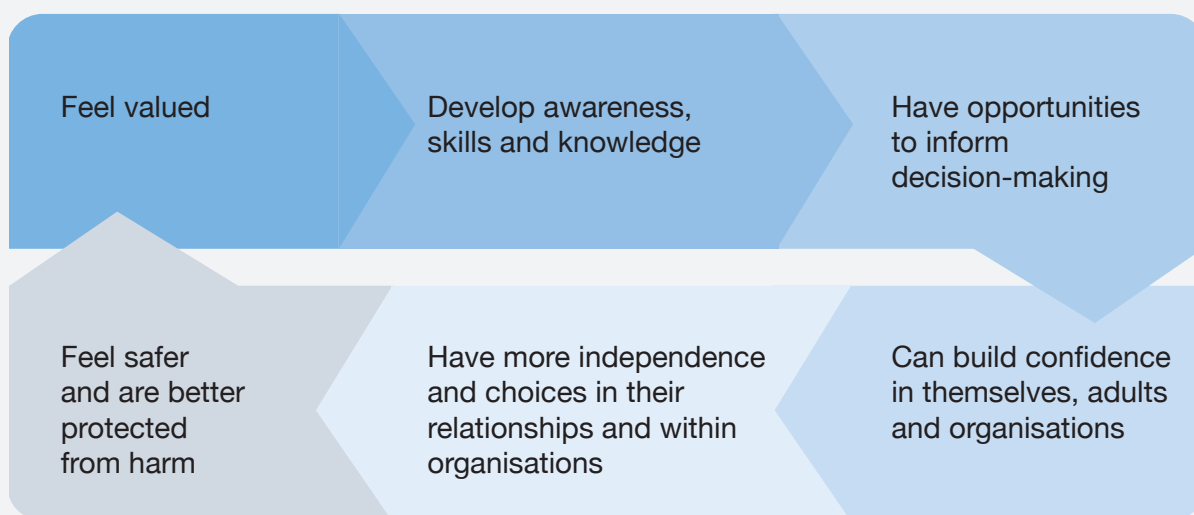 Feel valued
Develop awareness,
skills and knowledge
Have opportunities
to inform
decision-making
Can build confidence
in themselves, adults
and organisations
Have more independence
and choices in their
relationships and within
organisations
Feel safer
and are better
protected
from harm